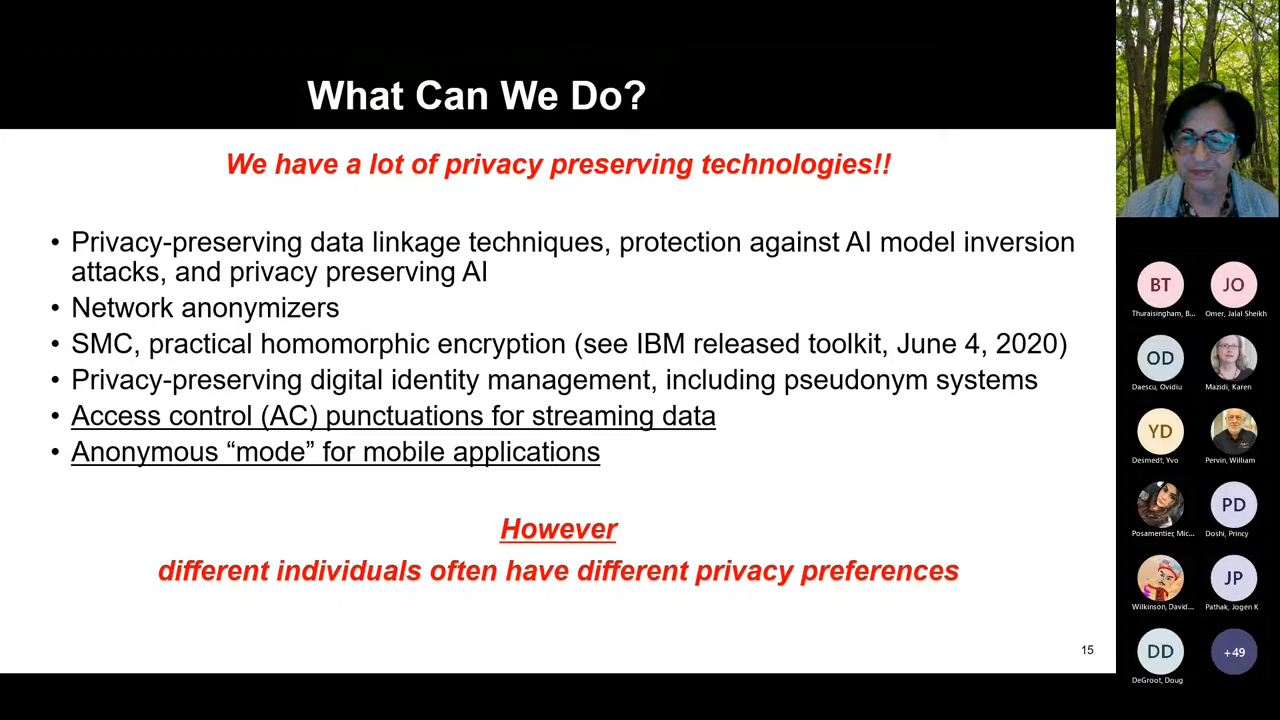 What Can We Do?
We have a lot of privacy preserving technologies!!
• Privacy-preserving data linkage techniques, protection against AI model inversion
attacks, and privacy preserving AI
• Network anonymizers
• SMC, practical homomorphic encryption (see IBM released toolkit, June 4, 2020)
• Privacy-preserving digital identity management, including pseudonym systems
• Access control (AC) punctuations for streaming data
• Anonymous “mode” for mobile applications
However
different individuals often have different privacy preferences
15
BT
JO
Thuraisingham, B...
Omer, Jalal Sheikh
OD
Daescu, Ovidiu
Mazidi, Karen
YD
Desmedt, Yvo
Pervin, William
PD
Posamentier, Mic...
Doshi, Princy
JP
Wilkinson, David...
Pathak, Jogen K
DD
+49
DeGroot, Doug